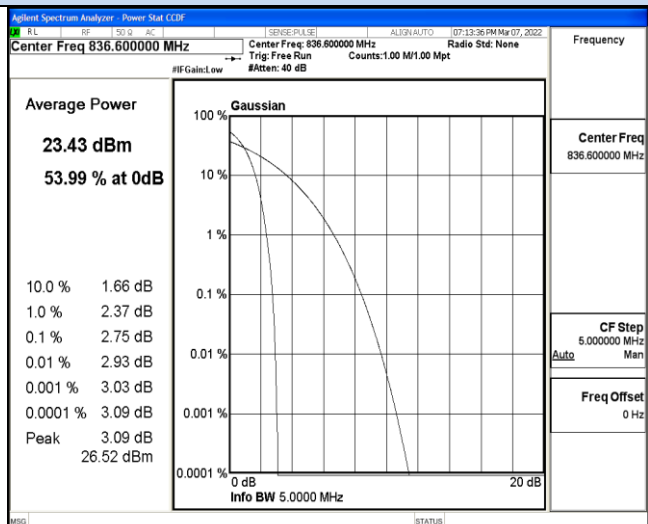 Agilent Spectrum Analyzer - Power Stat CCDF
RL RF 50 Ω AC SENSE:PULSE ALIGN AUTO 07:13:36 PM Mar 07, 2022
Center Freq 836.600000 MHz
Center Freq: 836.600000 MHz Radio Std: None
Trig: Free Run Counts:1.00 M/1.00 Mpt
#IFGain:Low #Atten: 40 dB
Frequency
Average Power
23.43 dBm
53.99 % at 0dB
10.0 % 1.66 dB
1.0 % 2.37 dB
0.1 % 2.75 dB
0.01 % 2.93 dB
0.001 % 3.03 dB
0.0001 % 3.09 dB
Peak 3.09 dB
26.52 dBm
Gaussian
100 %
10 %
1 %
0.1 %
0.01 %
0.001 %
0.0001 %
0 dB 20 dB
Info BW 5.0000 MHz
Center Freq
836.600000 MHz
CF Step
5.000000 MHz
Auto Man
Freq Offset
0 Hz
MSG STATUS